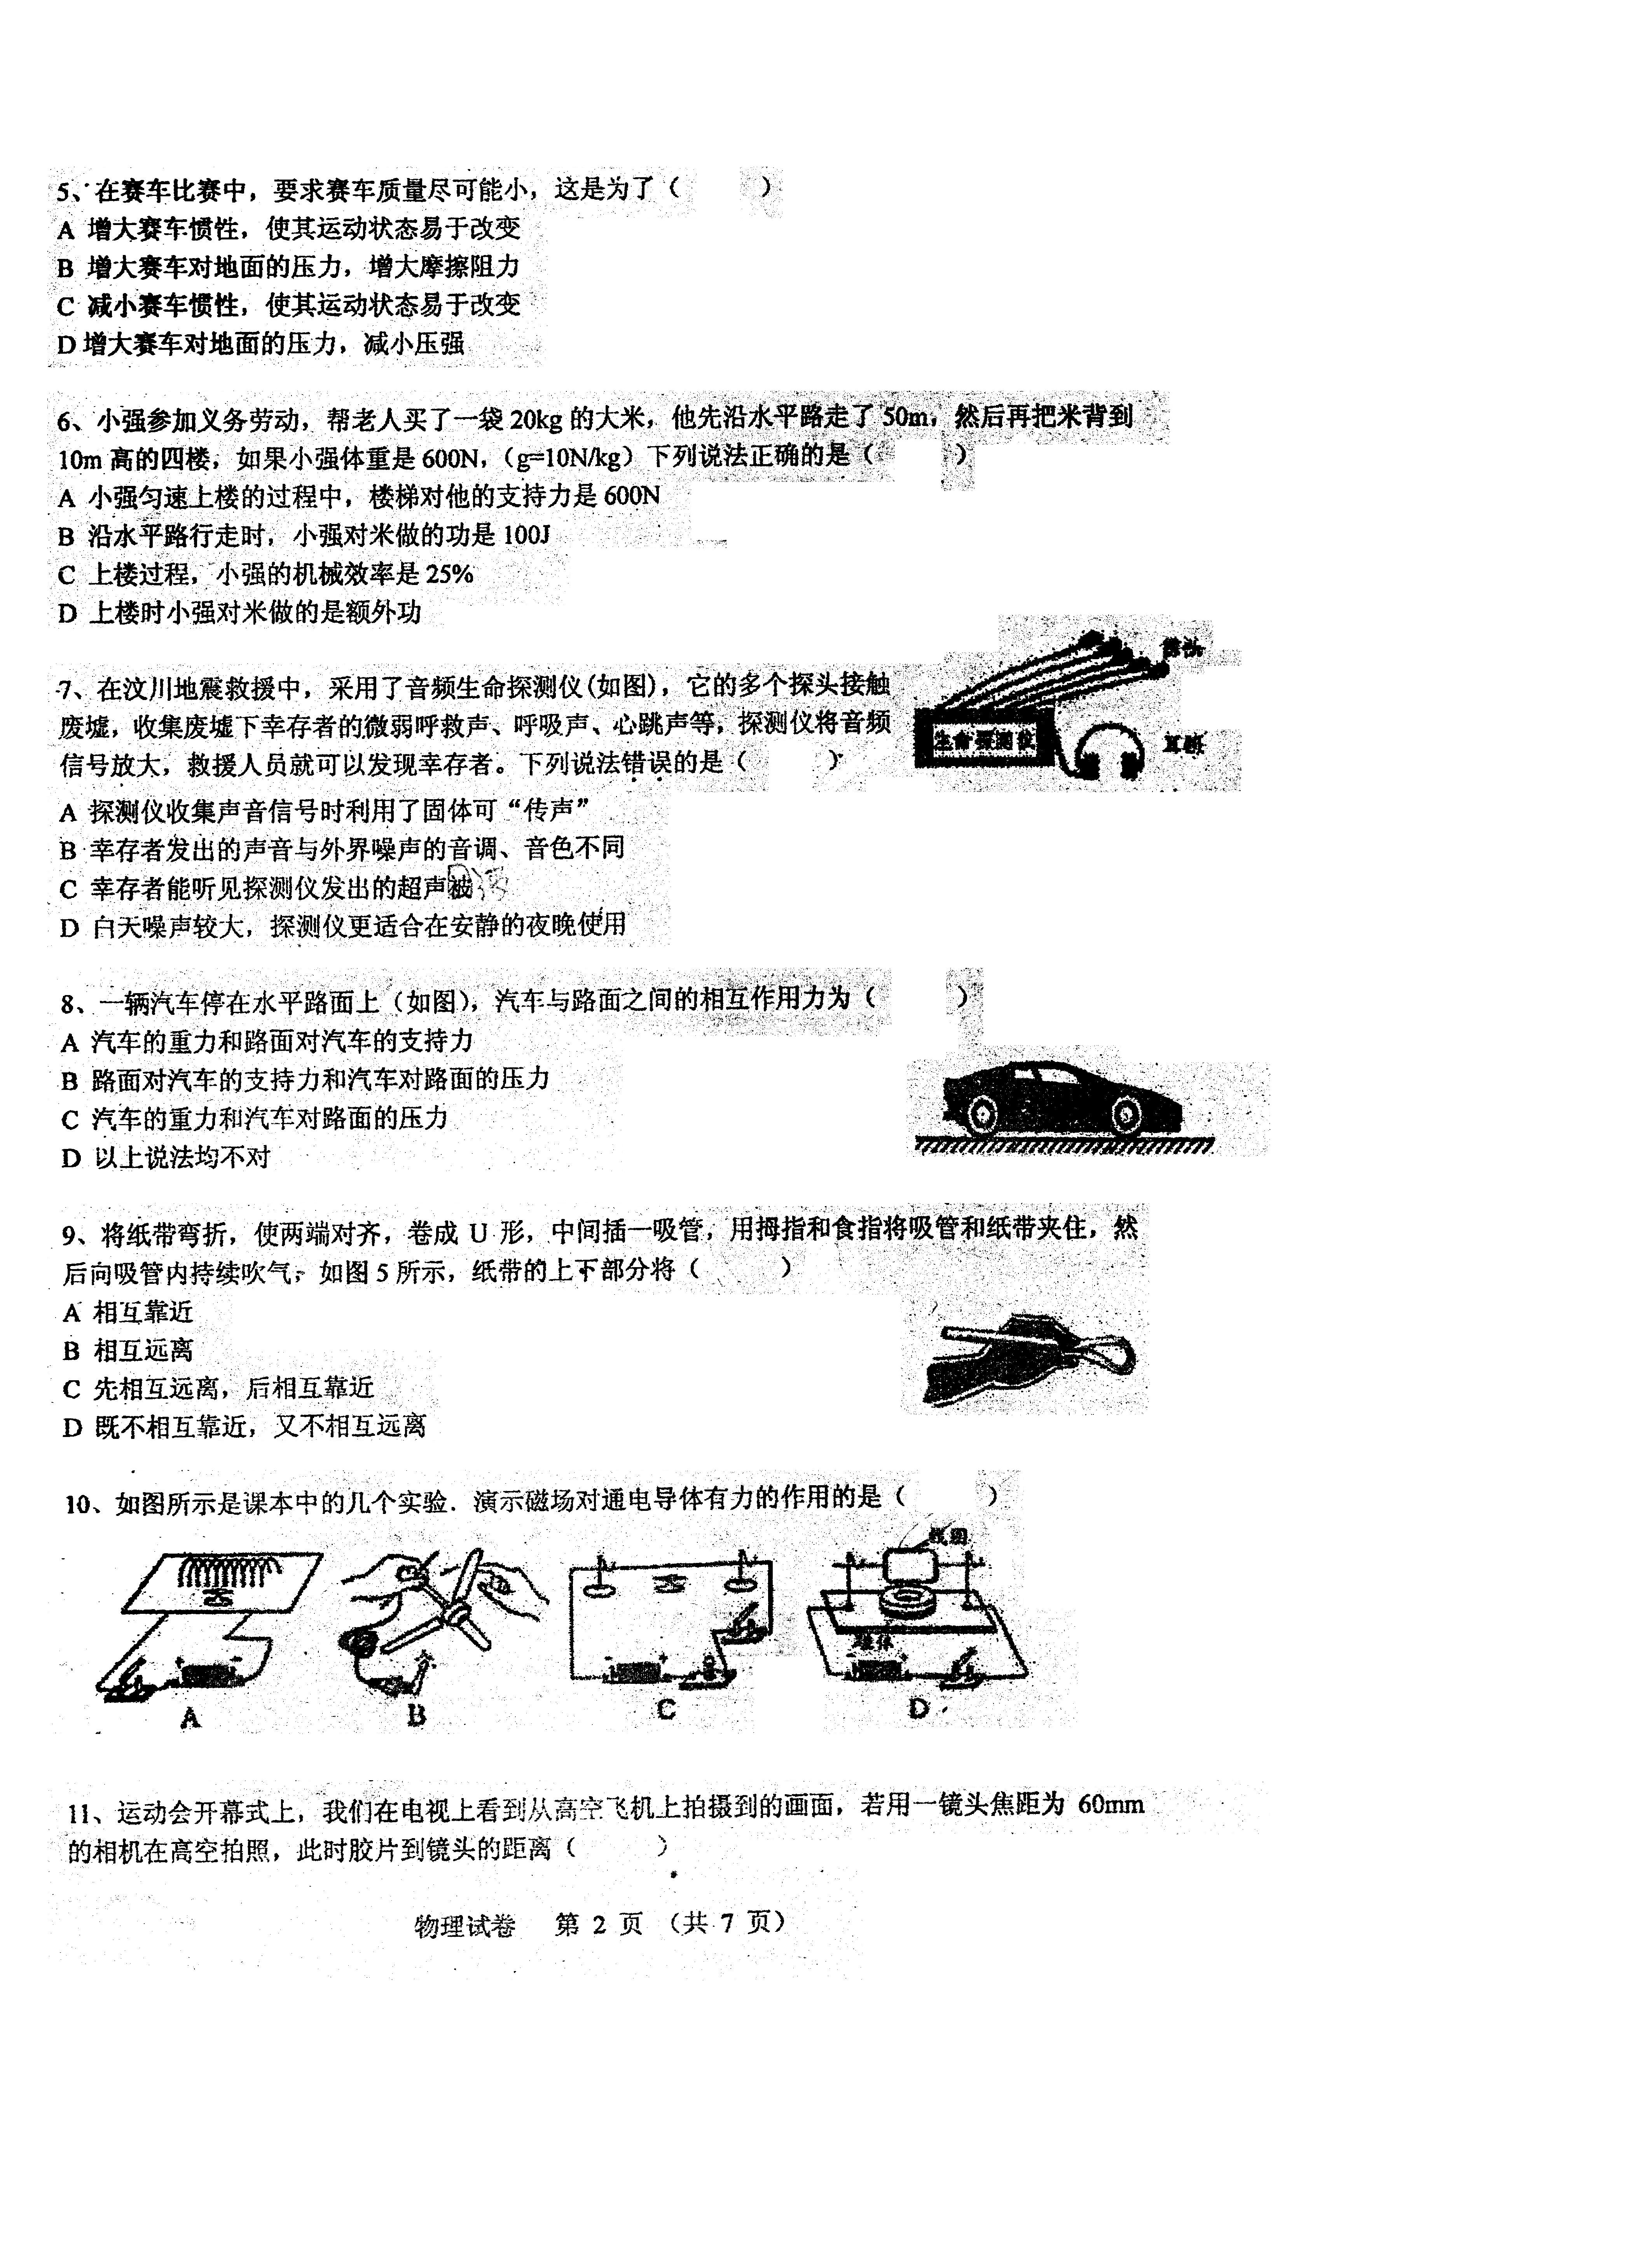 5、在赛车比赛中，要求赛车质量尽可能小，这是为了（ ）
A 增大赛车惯性，使其运动状态易于改变
B 增大赛车对地面的压力，增大摩擦阻力
C 减小赛车惯性，使其运动状态易于改变
D 增大赛车对地面的压力，减小压强
6、小强参加义务劳动，帮老人买了一袋 20kg 的大米，他先沿水平路走了 50m，然后再把米背到
10m 高的四楼，如果小强体重是 600N，（g=10N/kg）下列说法正确的是（ ）
A 小强匀速上楼的过程中，楼梯对他的支持力是 600N
B 沿水平路行走时，小强对米做的功是 100J
C 上楼过程，小强的机械效率是 25%
D 上楼时小强对米做的是额外功
7、在汶川地震救援中，采用了音频生命探测仪(如图)，它的多个探头接触
废墟，收集废墟下幸存者的微弱呼救声、呼吸声、心跳声等，探测仪将音频
信号放大，救援人员就可以发现幸存者。下列说法错误的是（ ）
探头
生命探测仪
耳机
A 探测仪收集声音信号时利用了固体可“传声”
B 幸存者发出的声音与外界噪声的音调、音色不同
C 幸存者能听见探测仪发出的超声
D 白天噪声较大，探测仪更适合在安静的夜晚使用
8、一辆汽车停在水平路面上（如图），汽车与路面之间的相互作用力为（ ）
A 汽车的重力和路面对汽车的支持力
B 路面对汽车的支持力和汽车对路面的压力
C 汽车的重力和汽车对路面的压力
D 以上说法均不对
9、将纸带弯折，使两端对齐，卷成 U 形，中间插一吸管，用拇指和食指将吸管和纸带夹住，然
后向吸管内持续吹气，如图 5 所示，纸带的上下部分将（ ）
A 相互靠近
B 相互远离
C 先相互远离，后相互靠近
D 既不相互靠近，又不相互远离
10、如图所示是课本中的几个实验．演示磁场对通电导体有力的作用的是（ ）
线圈
磁体
A B C D
11、运动会开幕式上，我们在电视上看到从高空飞机上拍摄到的画面，若用一镜头焦距为 60mm
的相机在高空拍照，此时胶片到镜头的距离（ ）
物理试卷 第 2 页 （共 7 页）